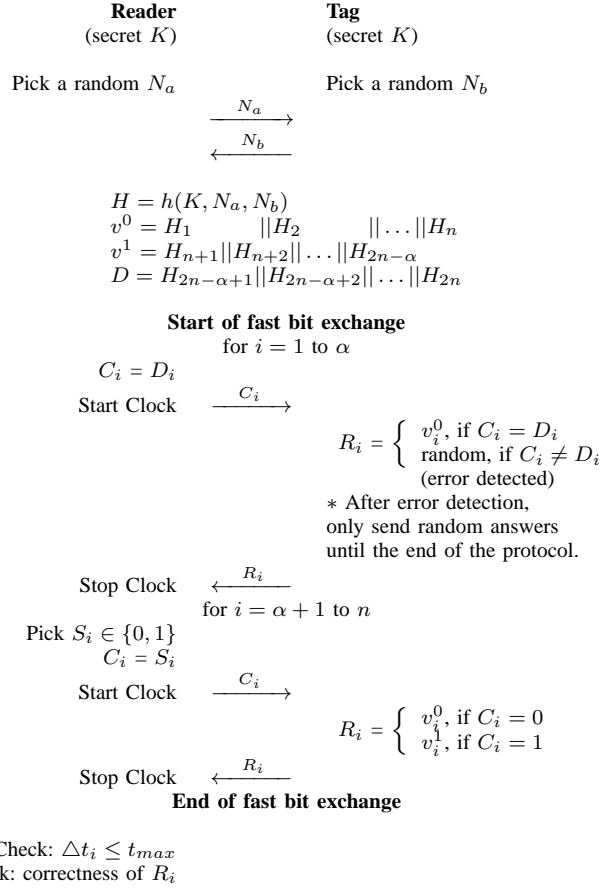 Reader Tag
(secret K) (secret K)
Pick a random N_a Pick a random N_b
N_a
N_b
H = h(K, N_a, N_b)
v^0 = H_1 ||H_2 || . . . ||H_n
v^1 = H_{n+1}||H_{n+2}|| . . . ||H_{2n−α}
D = H_{2n−α+1}||H_{2n−α+2}|| . . . ||H_{2n}
Start of fast bit exchange
for i = 1 to α
C_i = D_i
Start Clock C_i
R_i = { v_i^0, if C_i = D_i
random, if C_i ≠ D_i
(error detected)
∗ After error detection,
only send random answers
until the end of the protocol.
Stop Clock R_i
for i = α + 1 to n
Pick S_i ∈ {0, 1}
C_i = S_i
Start Clock C_i
R_i = { v_i^0, if C_i = 0
v_i^1, if C_i = 1
Stop Clock R_i
End of fast bit exchange
Check: △t_i ≤ t_{max}
k: correctness of R_i